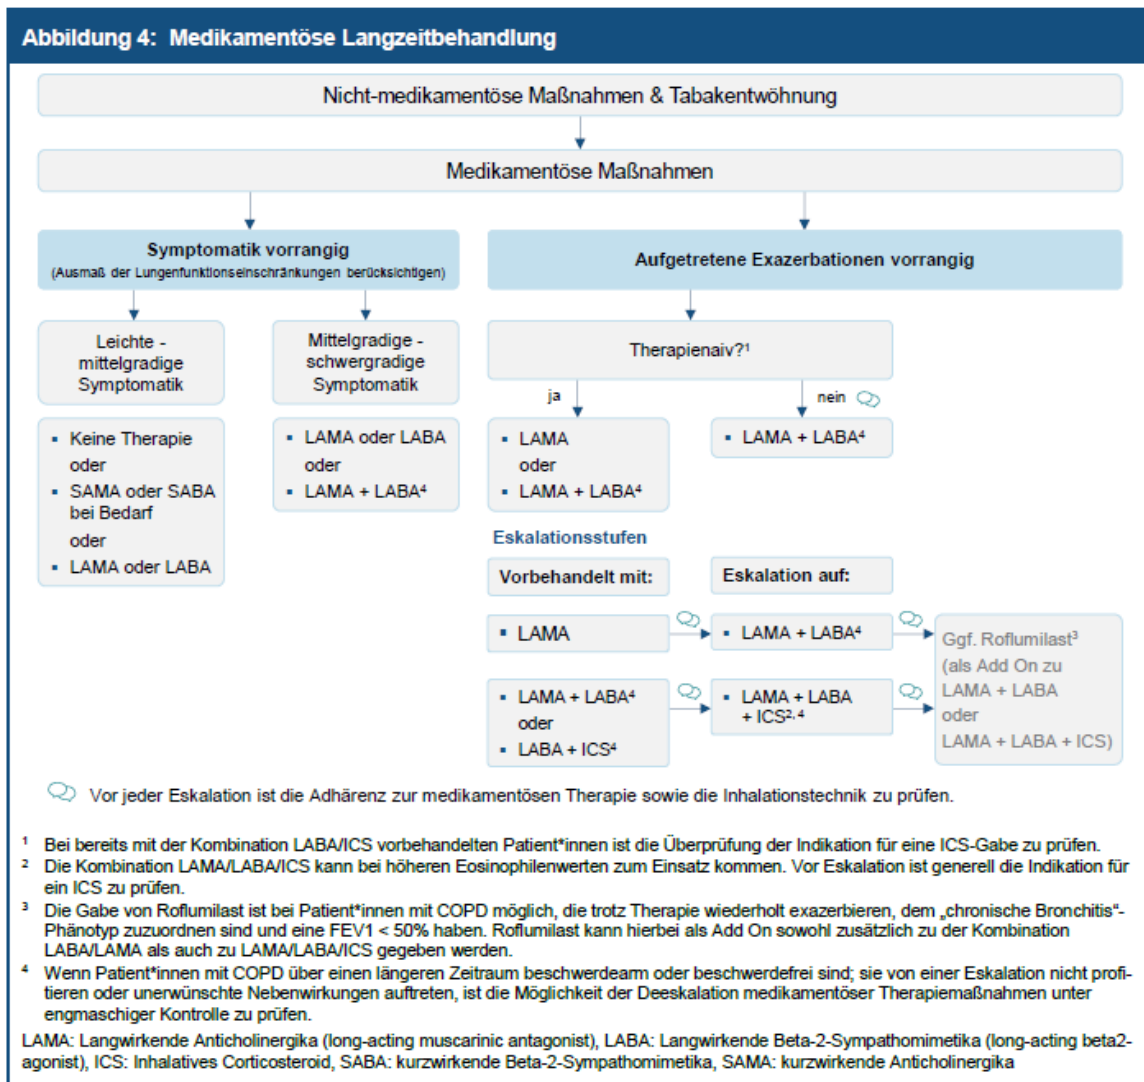 Abbildung 4: Medikamentöse Langzeitbehandlung
Nicht-medikamentöse Maßnahmen & Tabakentwöhnung
Medikamentöse Maßnahmen
Symptomatik vorrangig
(Ausmaß der Lungenfunktionseinschränkungen berücksichtigen)
Aufgetretene Exazerbationen vorrangig
Leichte -
mittelgradige
Symptomatik
Mittelgradige -
schwergradige
Symptomatik
Therapienaiv?¹
ja
nein
▪ Keine Therapie
oder
▪ SAMA oder SABA
bei Bedarf
oder
▪ LAMA oder LABA
▪ LAMA oder LABA
oder
▪ LAMA + LABA⁴
▪ LAMA
oder
▪ LAMA + LABA⁴
▪ LAMA + LABA⁴
Eskalationsstufen
Vorbehandelt mit:
Eskalation auf:
▪ LAMA
▪ LAMA + LABA⁴
Ggf. Roflumilast³
(als Add On zu
LAMA + LABA
oder
LAMA + LABA + ICS)
▪ LAMA + LABA⁴
oder
▪ LABA + ICS⁴
▪ LAMA + LABA
+ ICS²,⁴
Vor jeder Eskalation ist die Adhärenz zur medikamentösen Therapie sowie die Inhalationstechnik zu prüfen.
¹ Bei bereits mit der Kombination LABA/ICS vorbehandelten Patient*innen ist die Überprüfung der Indikation für eine ICS-Gabe zu prüfen.
² Die Kombination LAMA/LABA/ICS kann bei höheren Eosinophilenwerten zum Einsatz kommen. Vor Eskalation ist generell die Indikation für
ein ICS zu prüfen.
³ Die Gabe von Roflumilast ist bei Patient*innen mit COPD möglich, die trotz Therapie wiederholt exazerbieren, dem „chronische Bronchitis“-
Phänotyp zuzuordnen sind und eine FEV1 < 50% haben. Roflumilast kann hierbei als Add On sowohl zusätzlich zu der Kombination
LABA/LAMA als auch zu LAMA/LABA/ICS gegeben werden.
⁴ Wenn Patient*innen mit COPD über einen längeren Zeitraum beschwerdearm oder beschwerdefrei sind; sie von einer Eskalation nicht profi-
tieren oder unerwünschte Nebenwirkungen auftreten, ist die Möglichkeit der Deeskalation medikamentöser Therapiemaßnahmen unter
engmaschiger Kontrolle zu prüfen.
LAMA: Langwirkende Anticholinergika (long-acting muscarinic antagonist), LABA: Langwirkende Beta-2-Sympathomimetika (long-acting beta2-
agonist), ICS: Inhalatives Corticosteroid, SABA: kurzwirkende Beta-2-Sympathomimetika, SAMA: kurzwirkende Anticholinergika